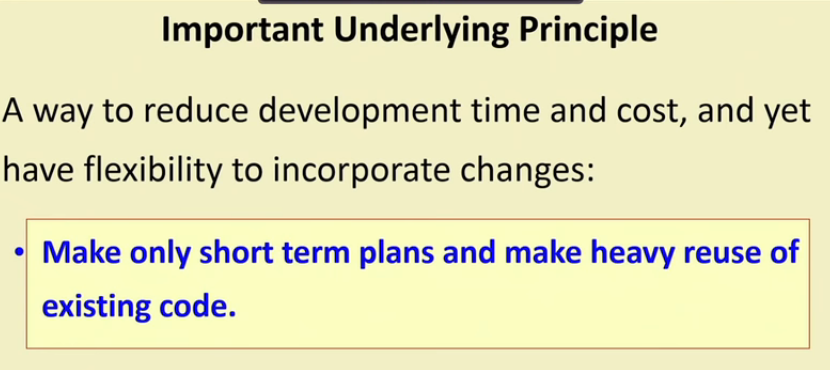 Important Underlying Principle
A way to reduce development time and cost, and yet
have flexibility to incorporate changes:
• Make only short term plans and make heavy reuse of
existing code.